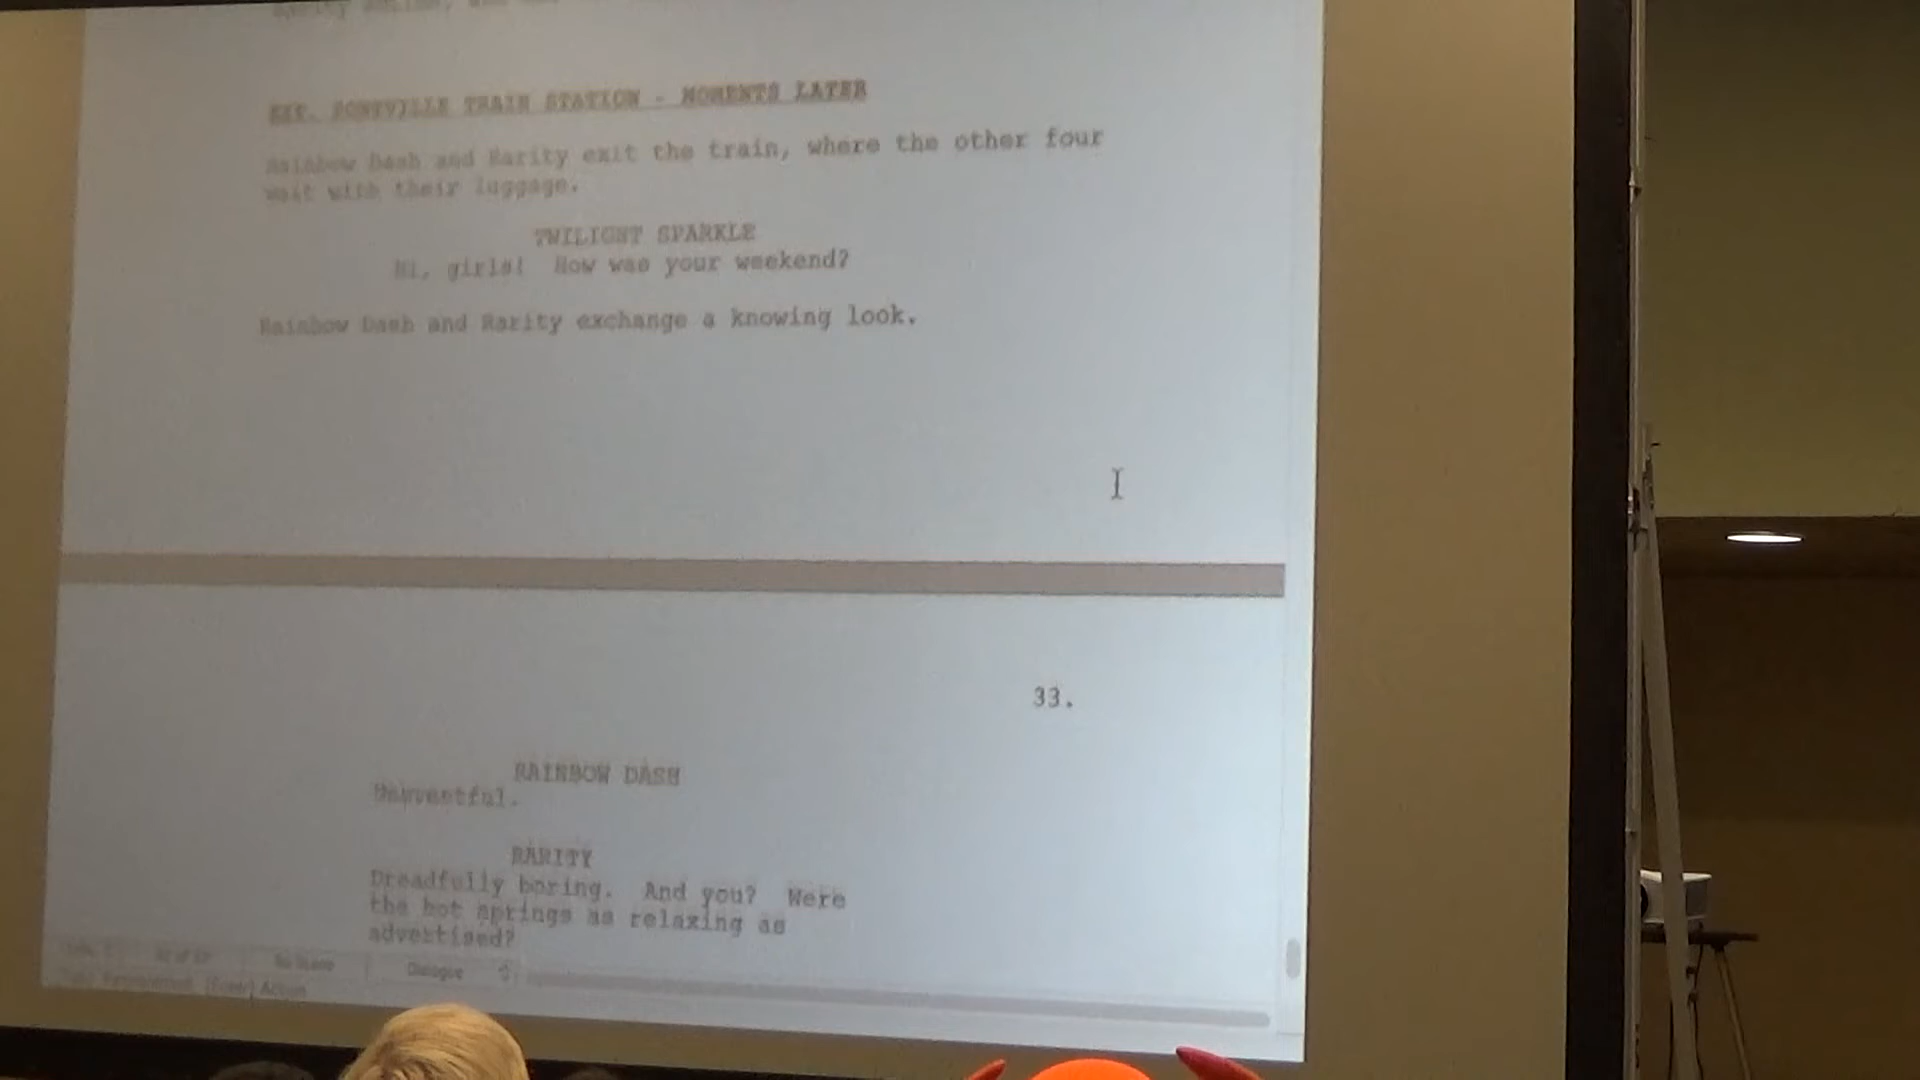 EXT. PONYVILLE TRAIN STATION - MOMENTS LATER
Rainbow Dash and Rarity exit the train, where the other four
wait with their luggage.
TWILIGHT SPARKLE
Hi, girls!  How was your weekend?
Rainbow Dash and Rarity exchange a knowing look.
33.
RAINBOW DASH
Uneventful.
RARITY
Dreadfully boring.  And you?  Were
the hot springs as relaxing as
advertised?
Dialogue